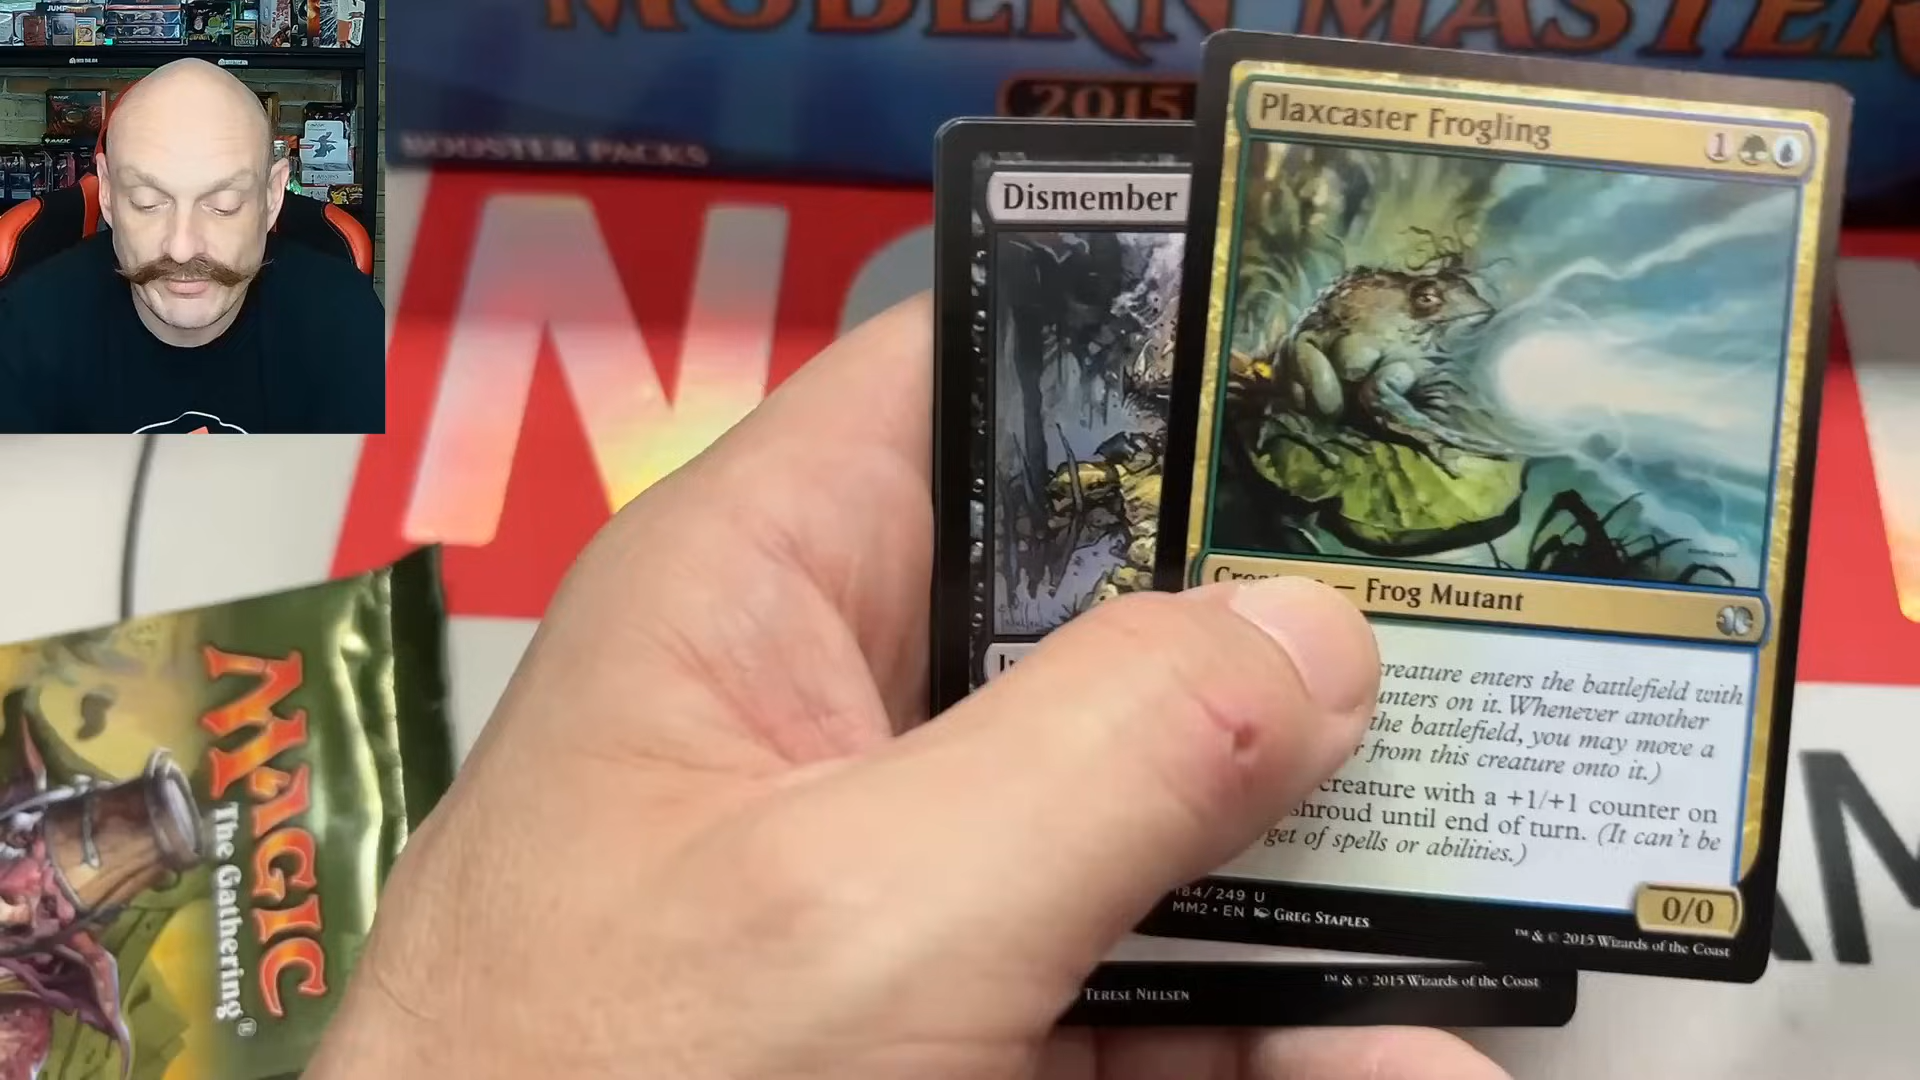 MODERN MASTER
2015
BOOSTER PACKS
Plaxcaster Frogling
1
Dismember
Creature — Frog Mutant
creature enters the battlefield with
unters on it. Whenever another
the battlefield, you may move a
r from this creature onto it.)
creature with a +1/+1 counter on
shroud until end of turn. (It can't be
get of spells or abilities.)
0/0
184/249 U
MM2 • EN GREG STAPLES
™ & © 2015 Wizards of the Coast
TERESE NIELSEN
™ & © 2015 Wizards of the Coast
MAGIC
The Gathering®